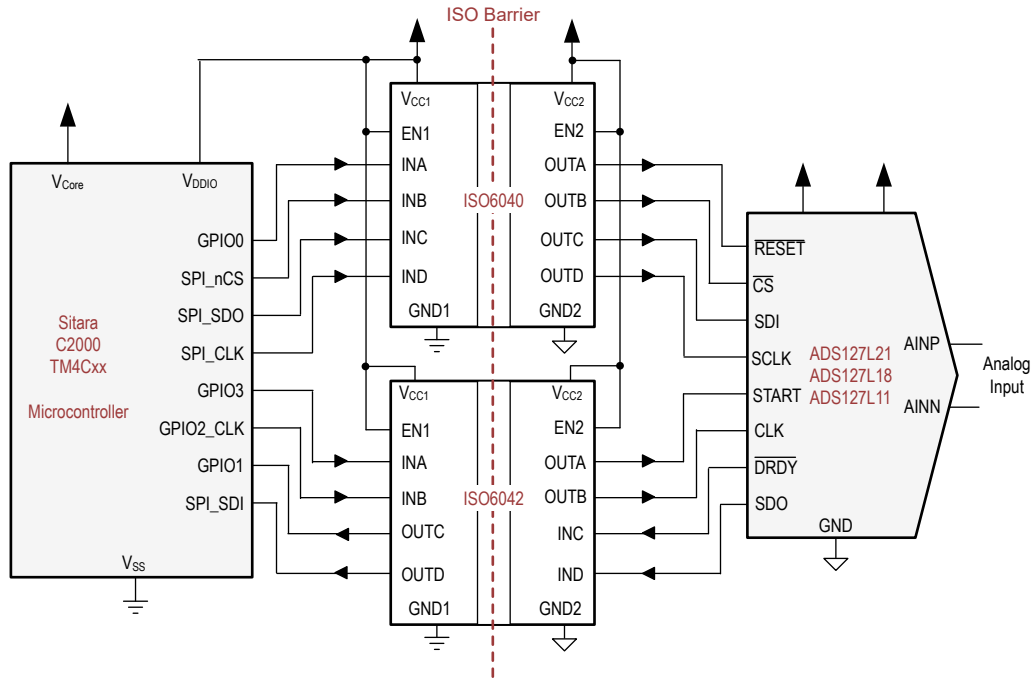 ISO Barrier
VCore
VDDIO
GPIO0
SPI_nCS
SPI_SDO
SPI_CLK
GPIO3
GPIO2_CLK
GPIO1
SPI_SDI
Sitara
C2000
TM4Cxx
Microcontroller
VSS
VCC1
EN1
INA
INB
INC
IND
GND1
ISO6040
VCC2
EN2
OUTA
OUTB
OUTC
OUTD
GND2
VCC1
EN1
INA
INB
OUTC
OUTD
GND1
ISO6042
VCC2
EN2
OUTA
OUTB
INC
IND
GND2
RESET
CS
SDI
SCLK
START
CLK
DRDY
SDO
ADS127L21
ADS127L18
ADS127L11
AINP
AINN
GND
Analog
Input